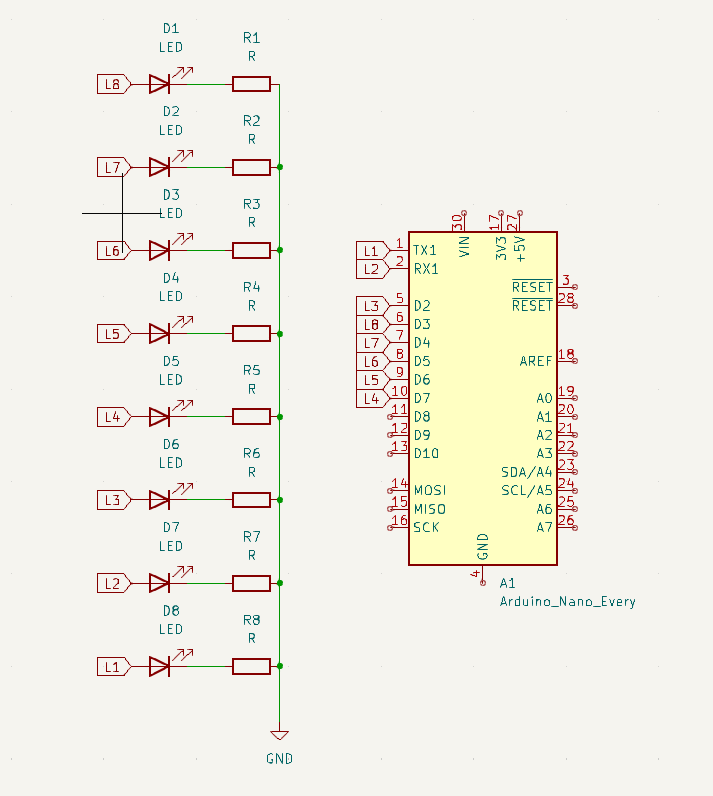 D1
LED
R1
R
L8
D2
LED
R2
R
L7
D3
LED
R3
R
L6
D4
LED
R4
R
L5
D5
LED
R5
R
L4
D6
LED
R6
R
L3
D7
LED
R7
R
L2
D8
LED
R8
R
L1
GND
30
17
27
VIN
3V3
+5V
L1 1 TX1
L2 2 RX1
RESET 3
RESET 28
L3 5 D2
L8 6 D3
L7 7 D4
L6 8 D5
AREF 18
L5 9 D6
L4 10 D7
A0 19
11 D8
A1 20
12 D9
A2 21
13 D10
A3 22
SDA/A4 23
14 MOSI
SCL/A5 24
15 MISO
A6 25
16 SCK
A7 26
GND
4
A1
Arduino_Nano_Every